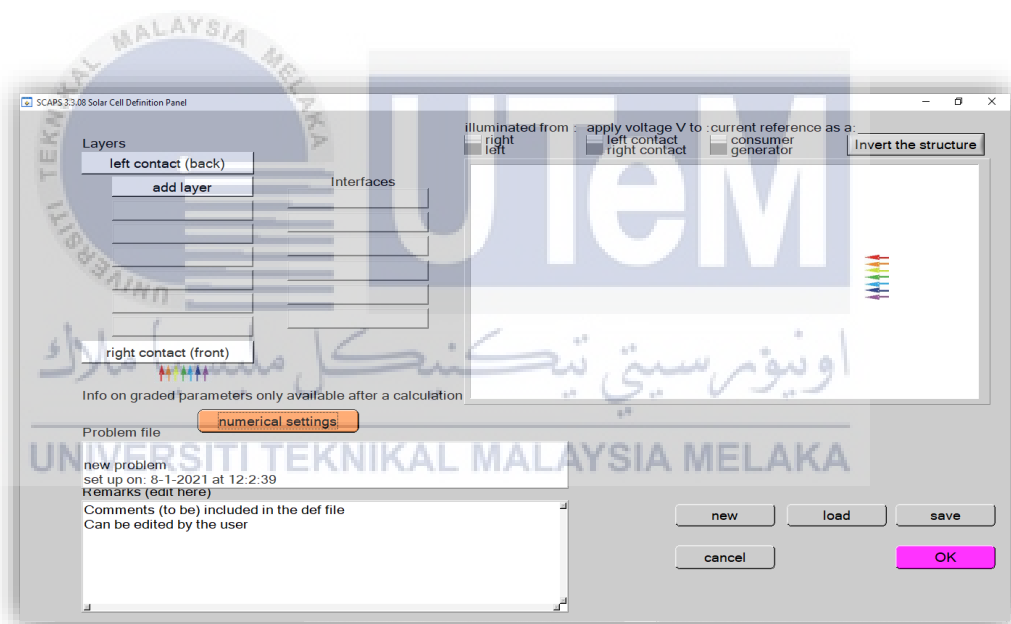 UNIVERSITI TEKNIKAL MALAYSIA MELAKA
UTeM
SCAPS 3.3.08 Solar Cell Definition Panel
illuminated from : apply voltage V to : current reference as a:
right left contact consumer
left right contact generator
Invert the structure
Layers
left contact (back)
add layer
Interfaces
right contact (front)
Info on graded parameters only available after a calculation
numerical settings
Problem file
new problem
set up on: 8-1-2021 at 12:2:39
Remarks (edit here)
Comments (to be) included in the def file
Can be edited by the user
new load save
cancel OK
اونيۏرسيتي تيكنيكل مليسيا ملاك
UNIVERSITI TEKNIKAL MALAYSIA MELAKA